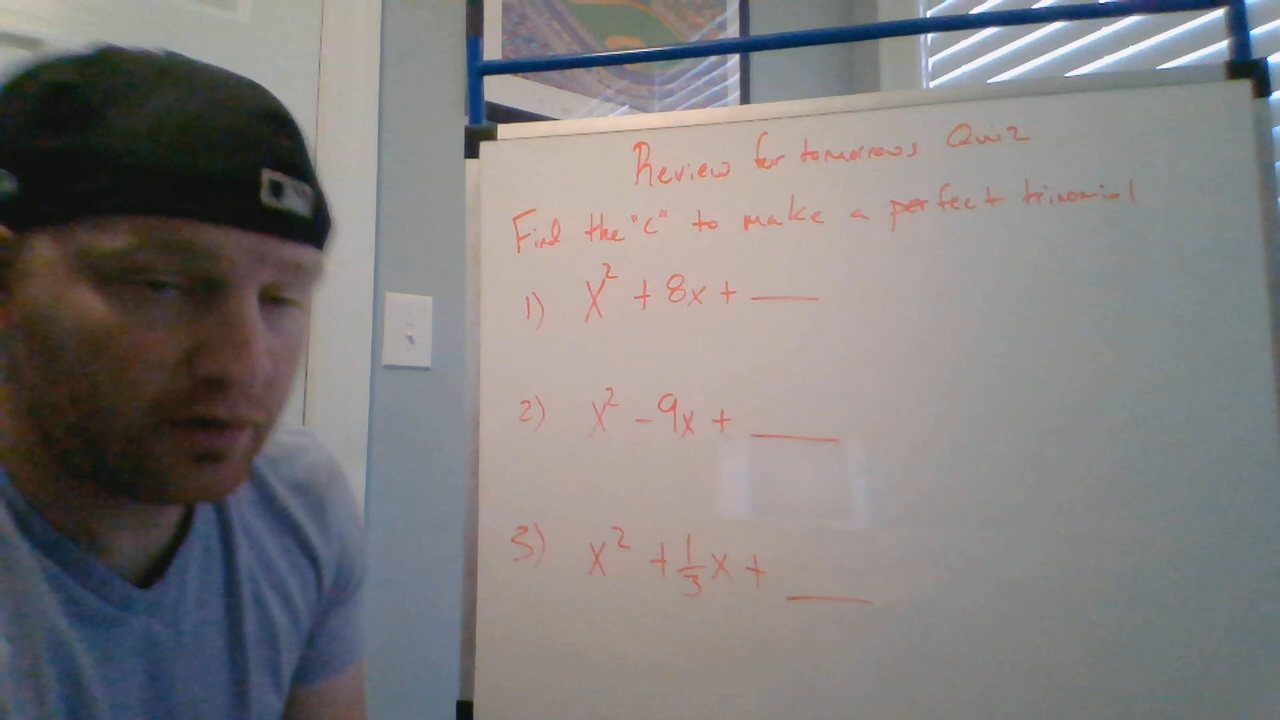 Review for tomorrows Quiz
Find the "c" to make a perfect trinomial
1) x² + 8x + ___
2) x² - 9x + ___
3) x² + 1/3 x + ___